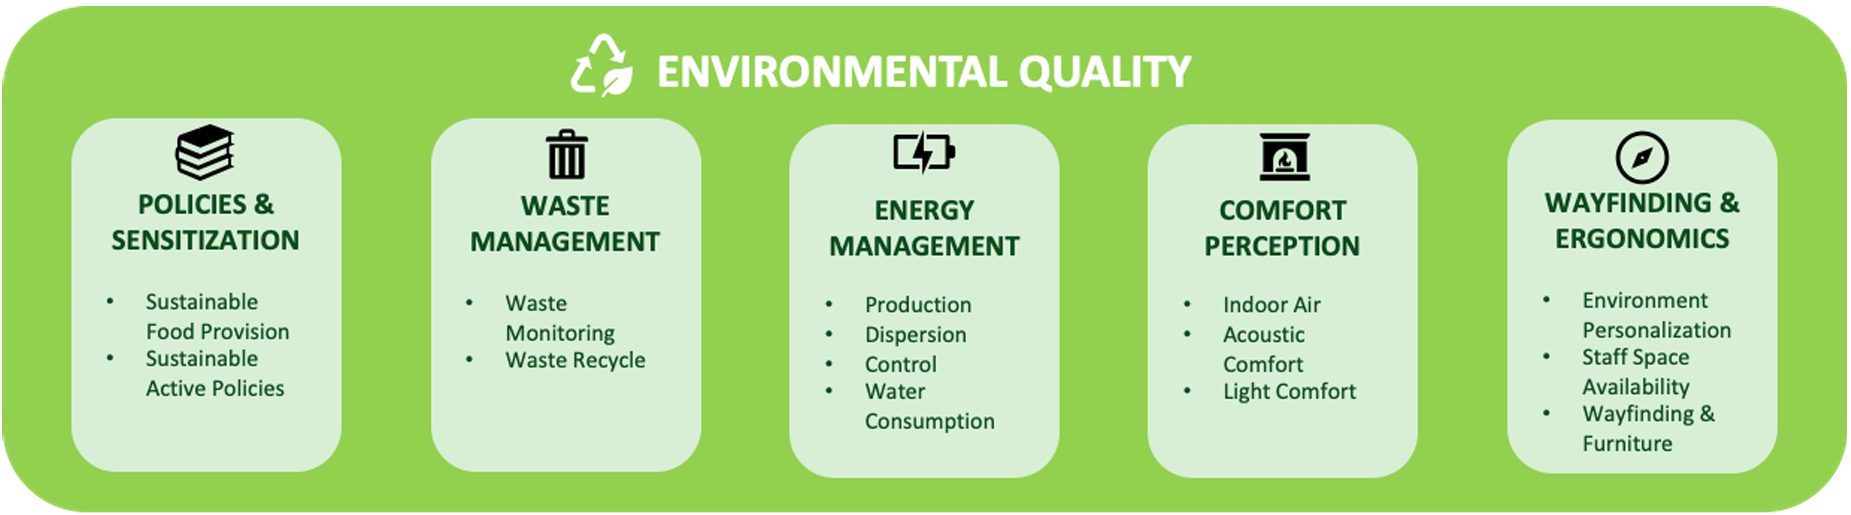 ENVIRONMENTAL QUALITY
POLICIES &
SENSITIZATION
• Sustainable
Food Provision
• Sustainable
Active Policies
WASTE
MANAGEMENT
• Waste
Monitoring
• Waste Recycle
ENERGY
MANAGEMENT
• Production
• Dispersion
• Control
• Water
Consumption
COMFORT
PERCEPTION
• Indoor Air
• Acoustic
Comfort
• Light Comfort
WAYFINDING &
ERGONOMICS
• Environment
Personalization
• Staff Space
Availability
• Wayfinding &
Furniture